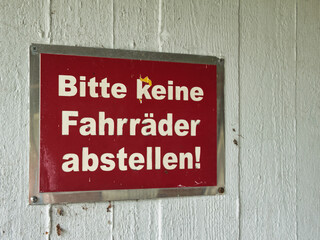 Bitte keine
Fahrräder
abstellen!